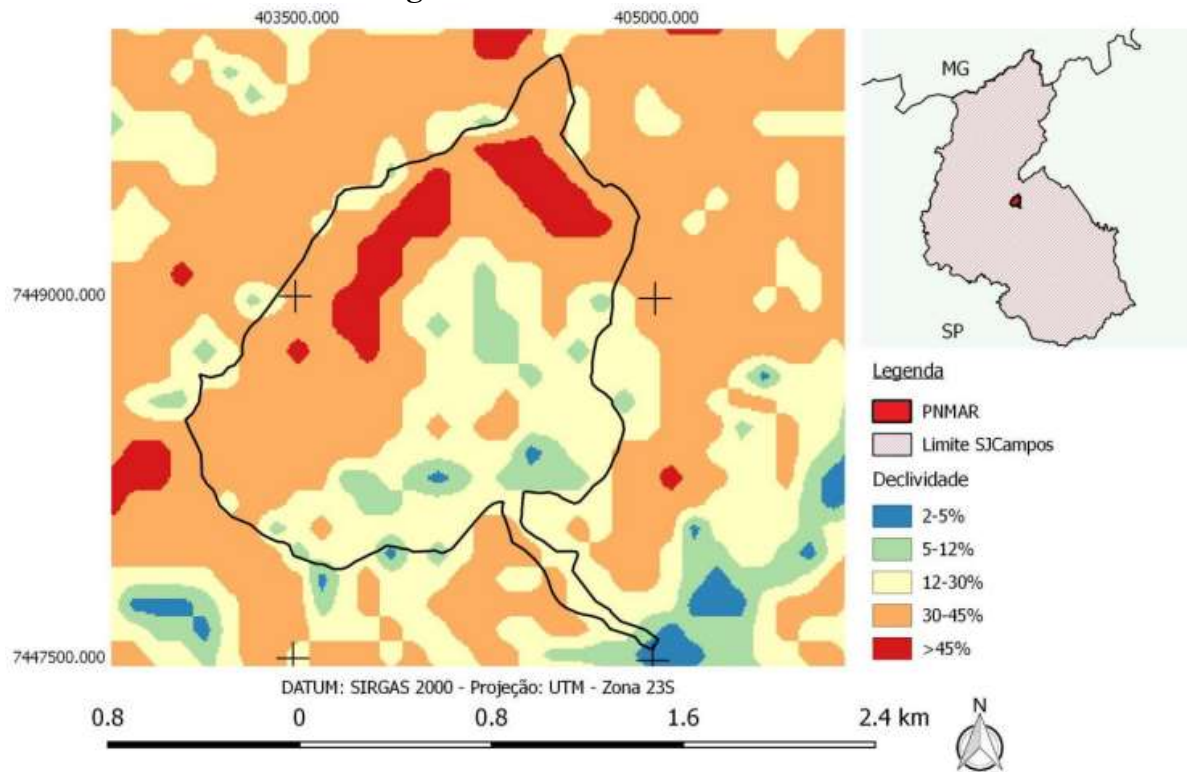 403500.000
405000.000
7449000.000
7447500.000
MG
SP
Legenda
PNMAR
Limite SJCampos
Declividade
2-5%
5-12%
12-30%
30-45%
>45%
DATUM: SIRGAS 2000 - Projeção: UTM - Zona 23S
0.8 0 0.8 1.6 2.4 km
N